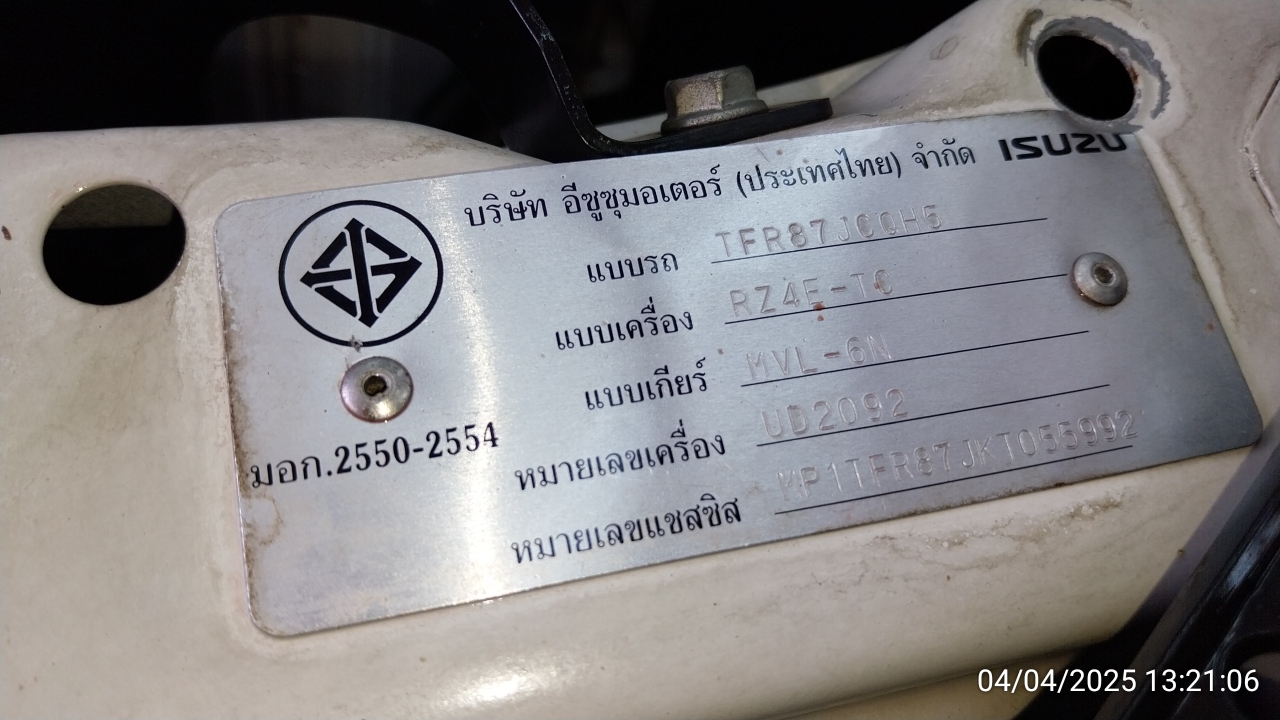 บริษัท อีซูซุมอเตอร์ (ประเทศไทย) จำกัด ISUZU
แบบรถ TFR87JCQH5
แบบเครื่อง RZ4E-TC
แบบเกียร์ MVL-6N
หมายเลขเครื่อง UD2092
หมายเลขแชสซิส MP1TFR87JKT055992
มอก.2550-2554
04/04/2025 13:21:06